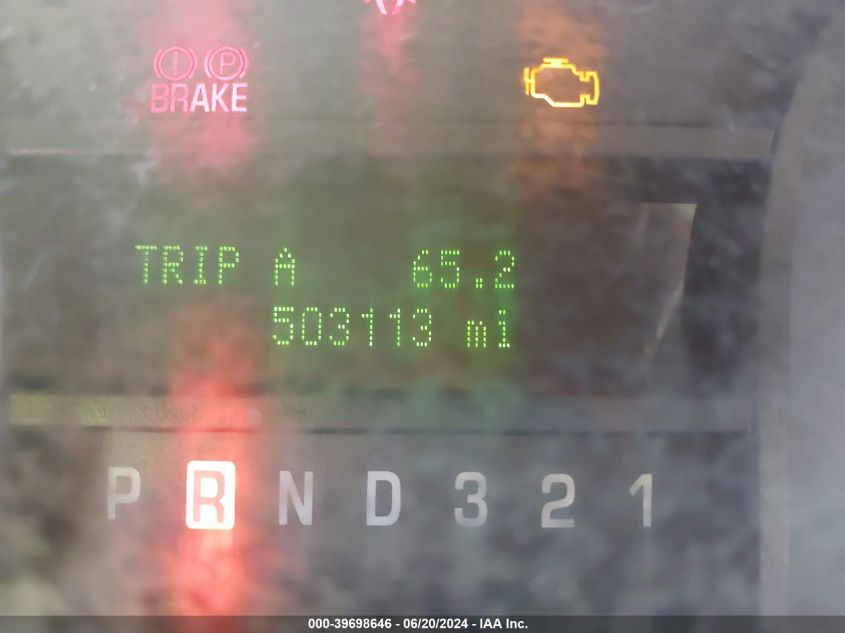 (!) (P)
BRAKE
TRIP A 65.2
503113 mi
P R N D 3 2 1
000-39698646 - 06/20/2024 - IAA Inc.